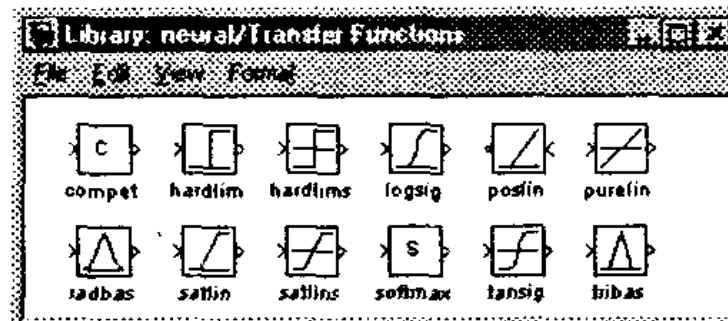 Library: neural/Transfer Functions
File Edit View Format
C
compet hardlim hardlims logsig poslin purelin
S
radbas satlin satlins softmax tansig tribas